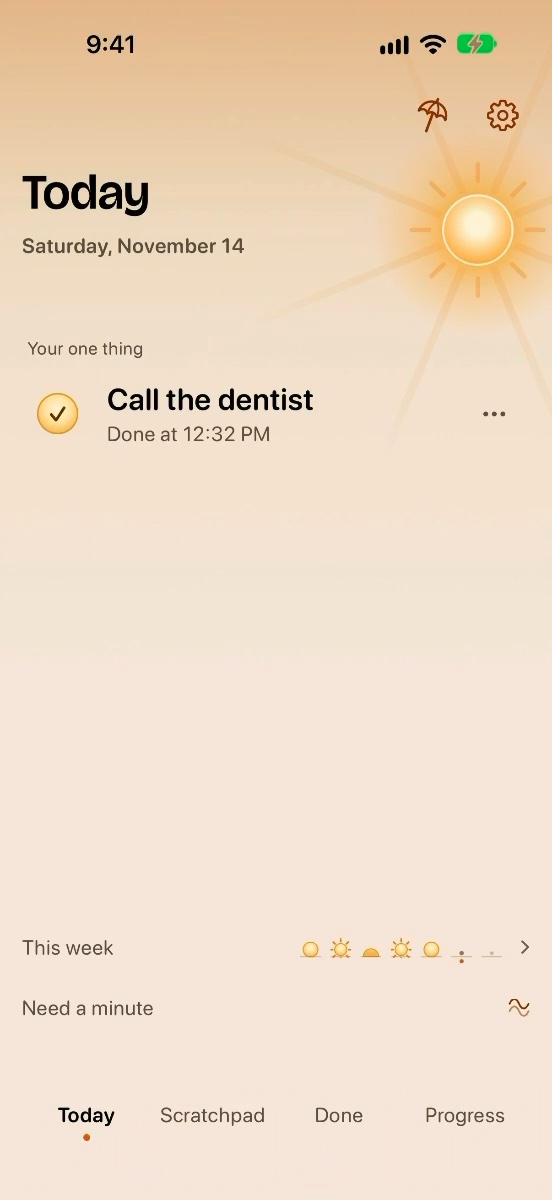 9:41
Today
Saturday, November 14
Your one thing
Call the dentist
Done at 12:32 PM
This week
Need a minute
Today
Scratchpad
Done
Progress